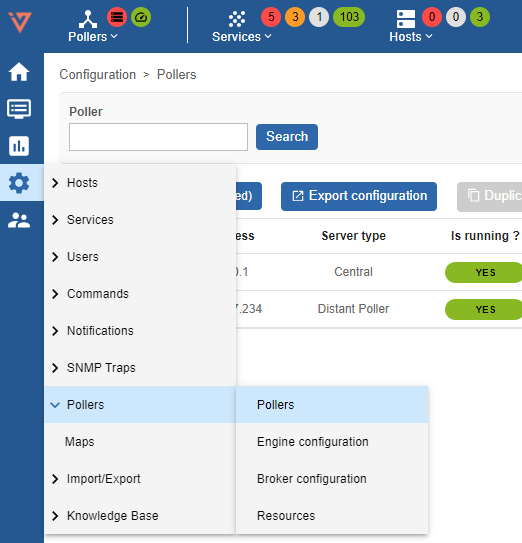 5 3 1 103 0 0 3
Pollers Services Hosts
Configuration > Pollers
Poller
Search
Hosts
ed) Export configuration Duplic
Services
ess Server type Is running ?
Users
0.1 Central YES
Commands
7.234 Distant Poller YES
Notifications
SNMP Traps
Pollers Pollers
Maps Engine configuration
Import/Export Broker configuration
Knowledge Base Resources